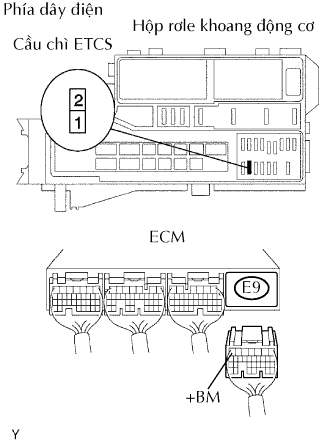 Phía dây điện
Hộp rơle khoang động cơ
Cầu chì ETCS
2
1
ECM
E9
+BM
Y